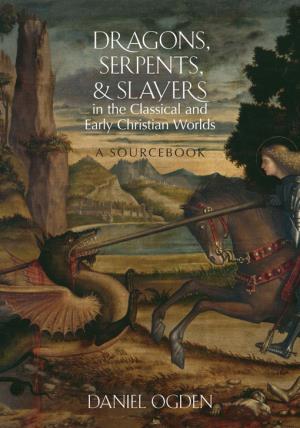 DRAGONS,
SERPENTS,
& SLAYERS
in the Classical and
Early Christian Worlds
A SOURCEBOOK
DANIEL OGDEN